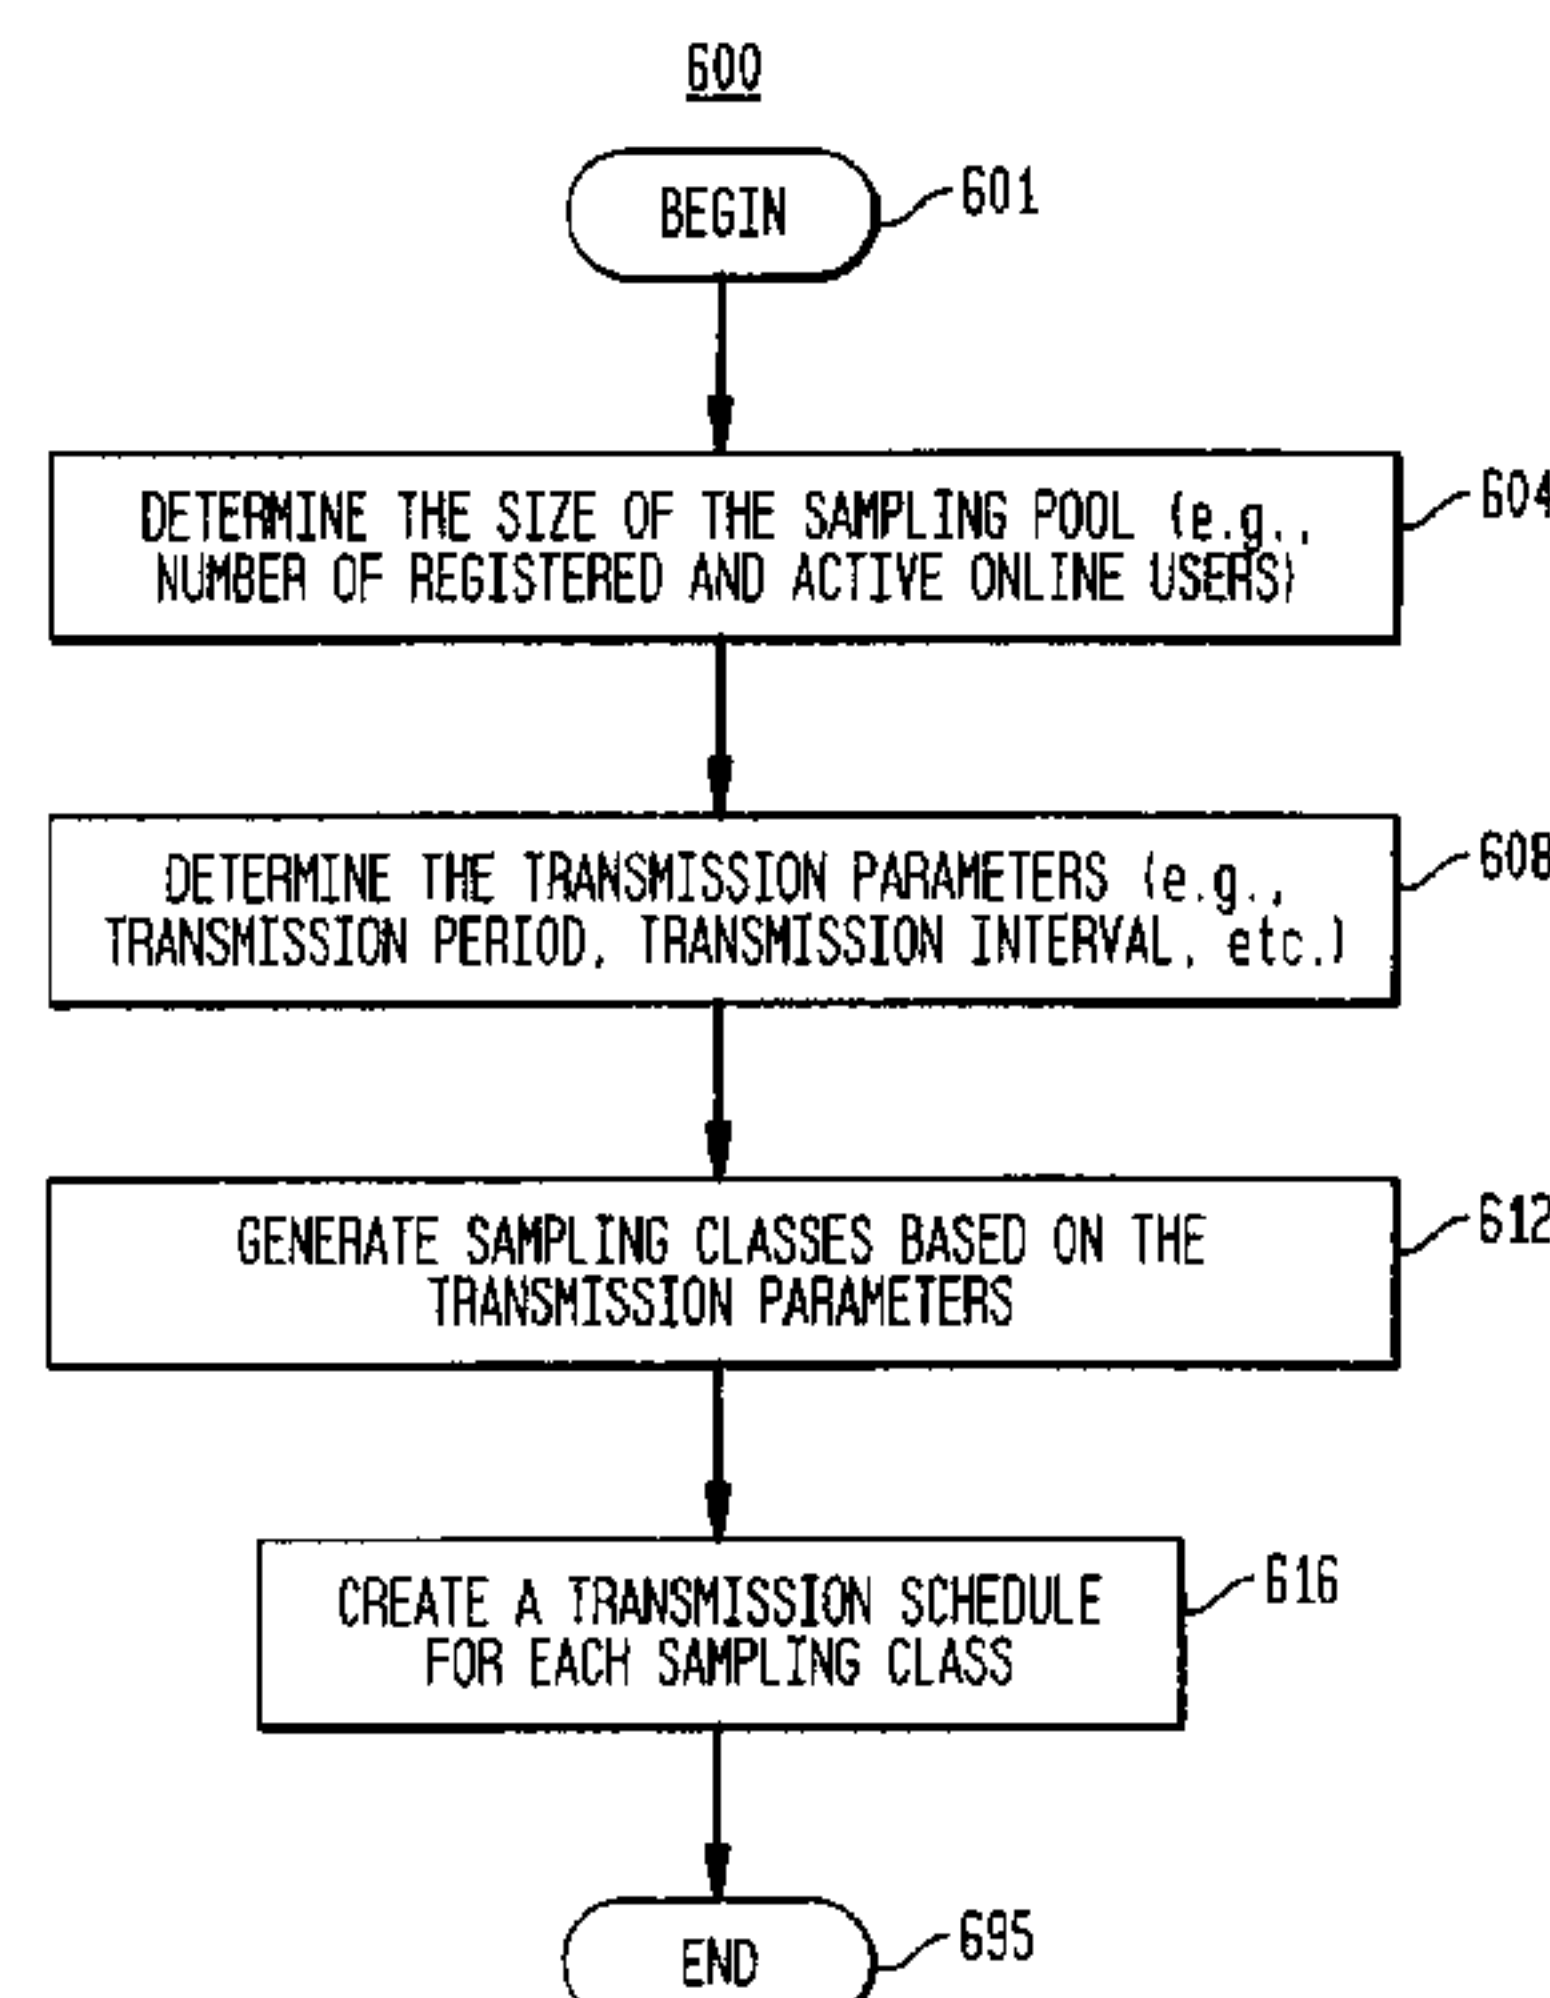 600
BEGIN
601
DETERMINE THE SIZE OF THE SAMPLING POOL (e.g.,
NUMBER OF REGISTERED AND ACTIVE ONLINE USERS)
604
DETERMINE THE TRANSMISSION PARAMETERS (e.g.,
TRANSMISSION PERIOD, TRANSMISSION INTERVAL, etc.)
608
GENERATE SAMPLING CLASSES BASED ON THE
TRANSMISSION PARAMETERS
612
CREATE A TRANSMISSION SCHEDULE
FOR EACH SAMPLING CLASS
616
END
695